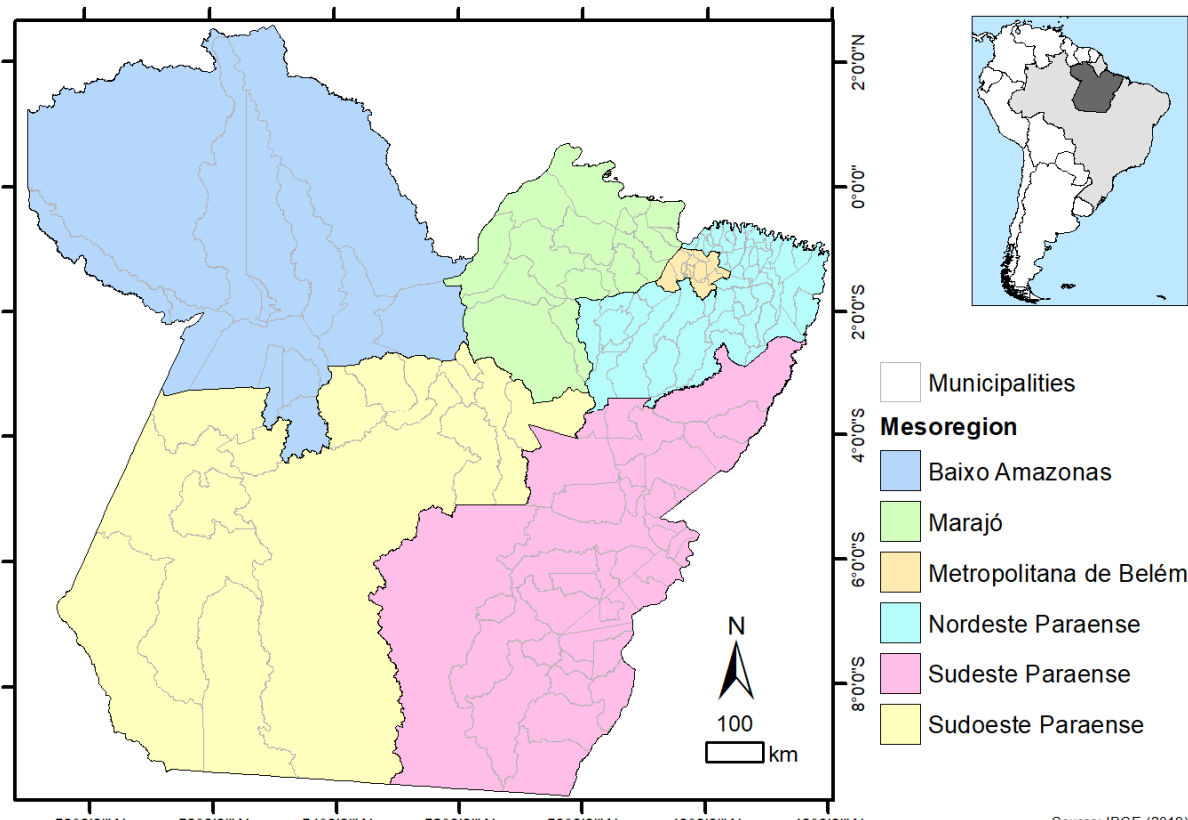 2°0'0"N
0°0'0"
2°0'0"S
4°0'0"S
6°0'0"S
8°0'0"S
Municipalities
Mesoregion
Baixo Amazonas
Marajó
Metropolitana de Belém
Nordeste Paraense
Sudeste Paraense
Sudoeste Paraense
N
100
km